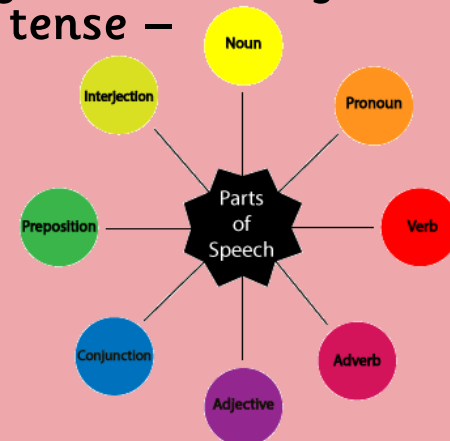 tense –
Noun
Interjection
Pronoun
Parts
of
Speech
Preposition
Verb
Conjunction
Adverb
Adjective